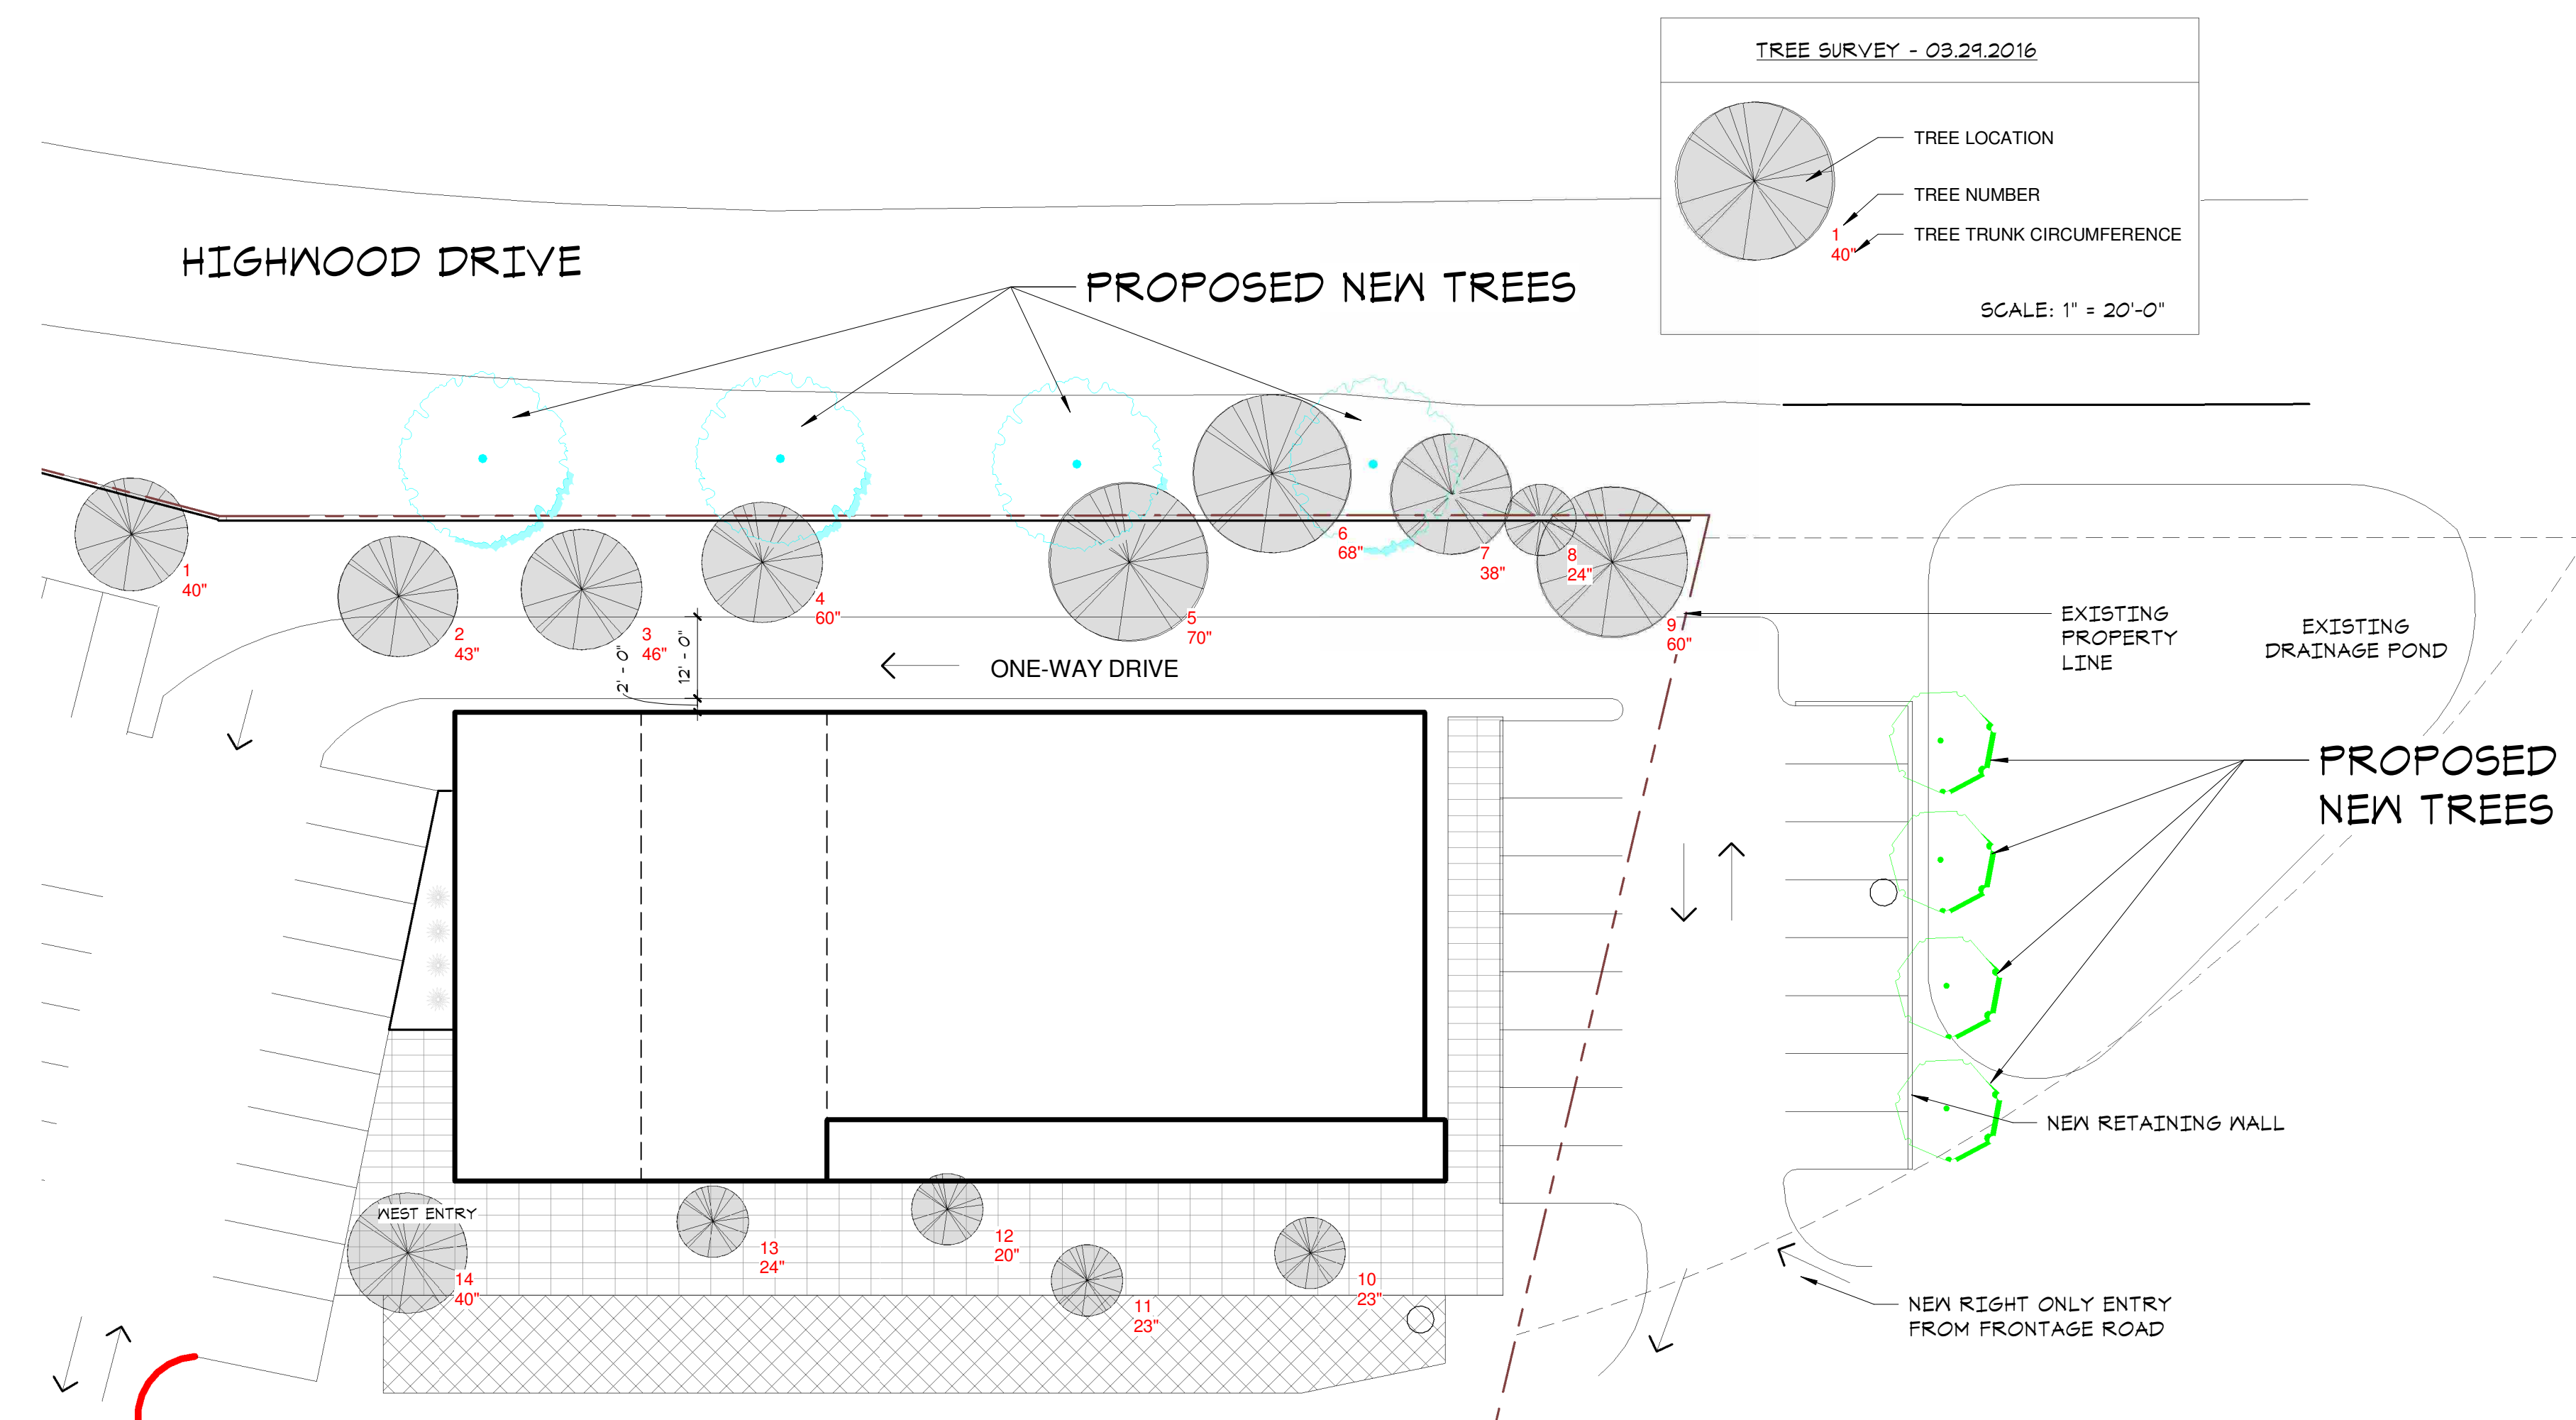 TREE SURVEY - 03.29.2016
TREE LOCATION
TREE NUMBER
1
TREE TRUNK CIRCUMFERENCE
40"
SCALE: 1" = 20'-0"
HIGHWOOD DRIVE
PROPOSED NEW TREES
1
40"
2
43"
3
46"
4
60"
5
70"
6
68"
7
38"
8
24"
9
60"
2' - 0"
12' - 0"
ONE-WAY DRIVE
EXISTING
PROPERTY
LINE
EXISTING
DRAINAGE POND
PROPOSED
NEW TREES
NEW RETAINING WALL
WEST ENTRY
14
40"
13
24"
12
20"
11
23"
10
23"
NEW RIGHT ONLY ENTRY
FROM FRONTAGE ROAD